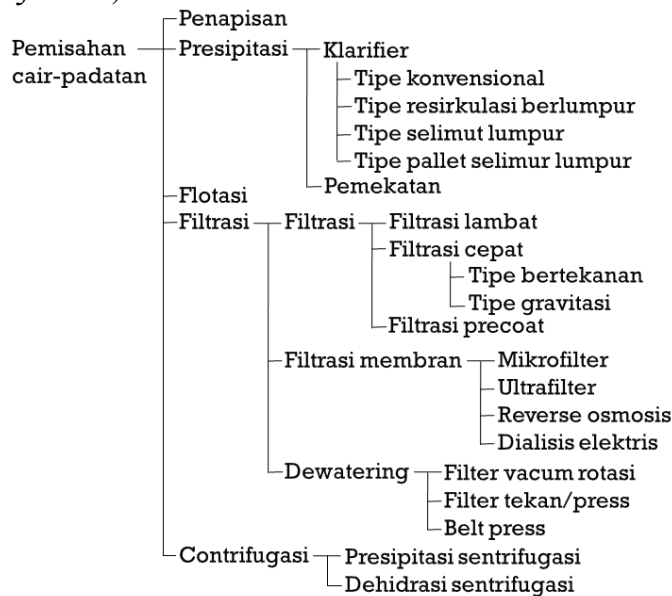 Penapisan
Pemisahan cair-padatan
Presipitasi
Klarifier
Tipe konvensional
Tipe resirkulasi berlumpur
Tipe selimut lumpur
Tipe pallet selimur lumpur
Pemekatan
Flotasi
Filtrasi
Filtrasi
Filtrasi lambat
Filtrasi cepat
Tipe bertekanan
Tipe gravitasi
Filtrasi precoat
Filtrasi membran
Mikrofilter
Ultrafilter
Reverse osmosis
Dialisis elektris
Dewatering
Filter vacum rotasi
Filter tekan/press
Belt press
Contrifugasi
Presipitasi sentrifugasi
Dehidrasi sentrifugasi